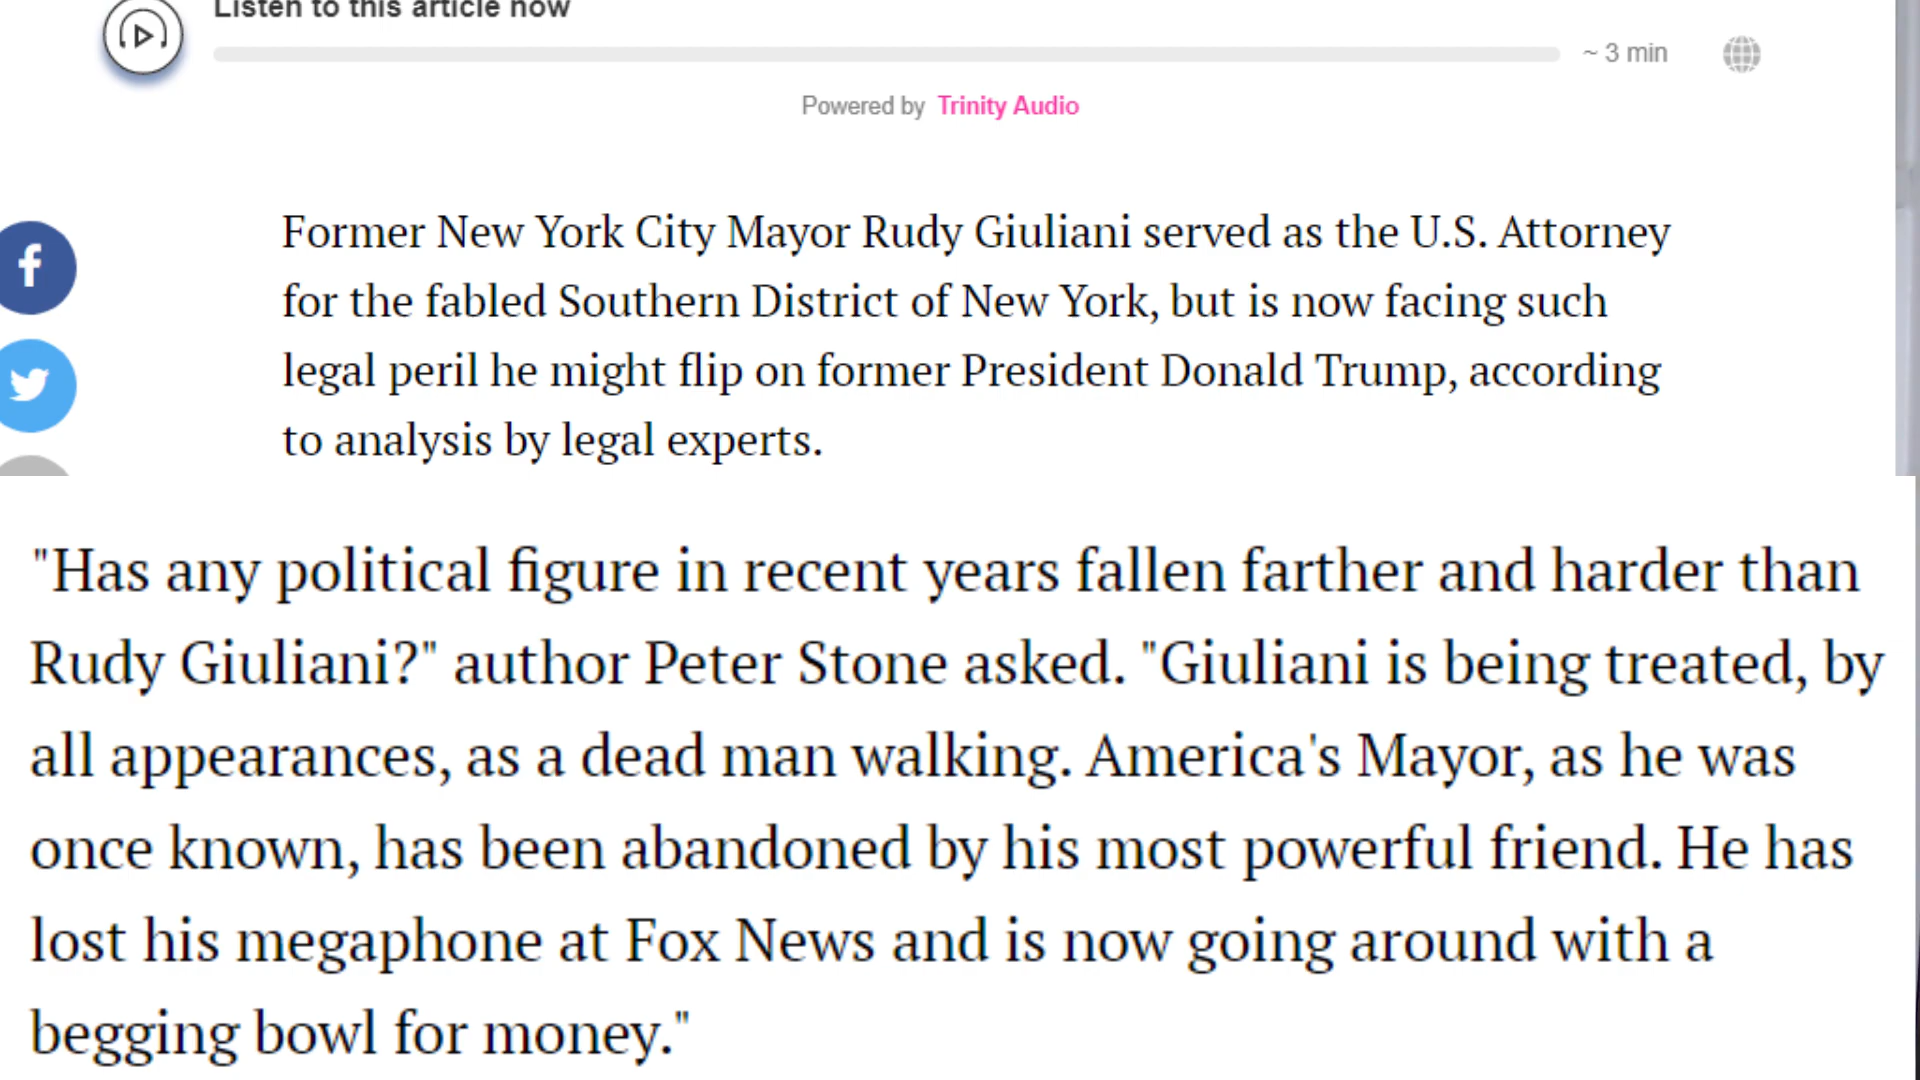 Listen to this article now
~ 3 min
Powered by Trinity Audio
Former New York City Mayor Rudy Giuliani served as the U.S. Attorney
for the fabled Southern District of New York, but is now facing such
legal peril he might flip on former President Donald Trump, according
to analysis by legal experts.
"Has any political figure in recent years fallen farther and harder than
Rudy Giuliani?" author Peter Stone asked. "Giuliani is being treated, by
all appearances, as a dead man walking. America's Mayor, as he was
once known, has been abandoned by his most powerful friend. He has
lost his megaphone at Fox News and is now going around with a
begging bowl for money."